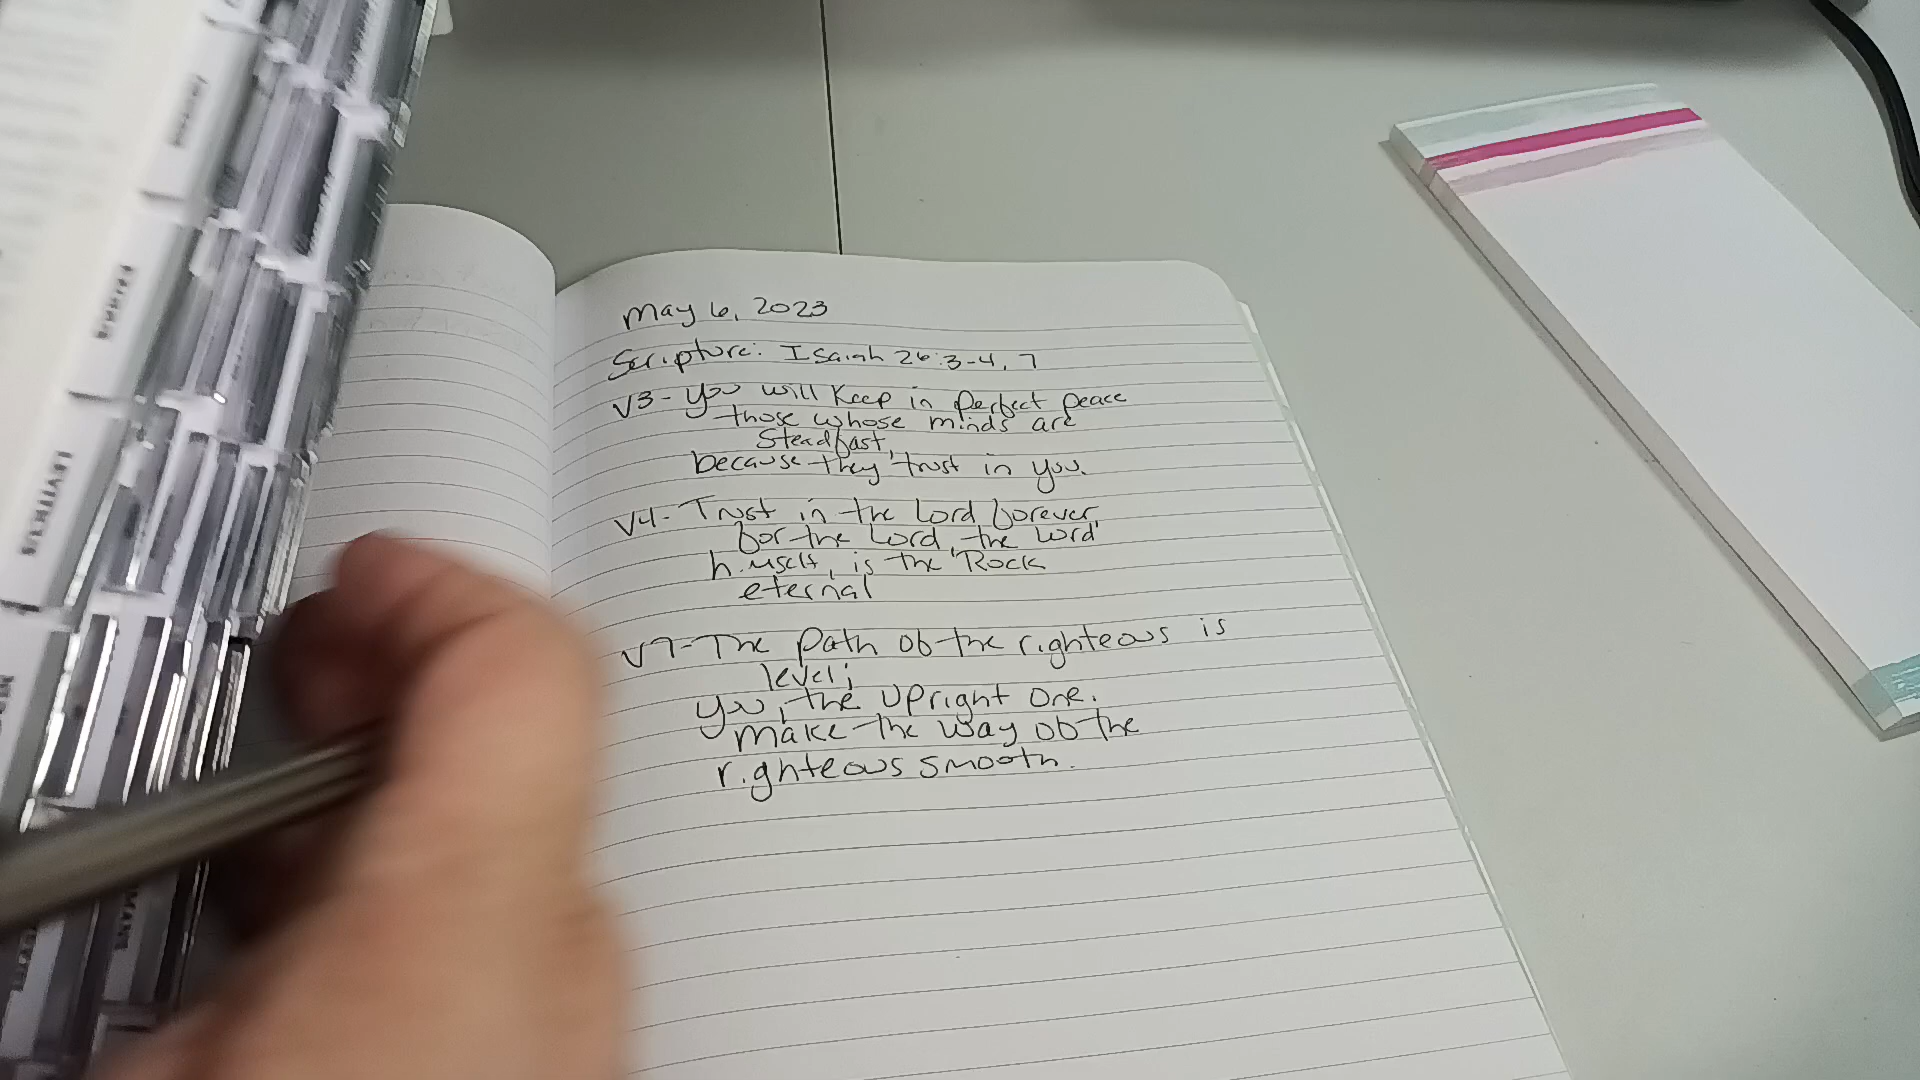 May 6, 2023
Scripture: Isaiah 26:3-4, 7
V3- You will Keep in perfect peace
those whose minds are
steadfast,
because they trust in you.
V4- Trust in the Lord forever,
for the Lord, the Lord
himself, is the Rock
eternal
V7- The path of the righteous is
level;
you, the Upright One.
make the way of the
righteous smooth.
LEVITICUS